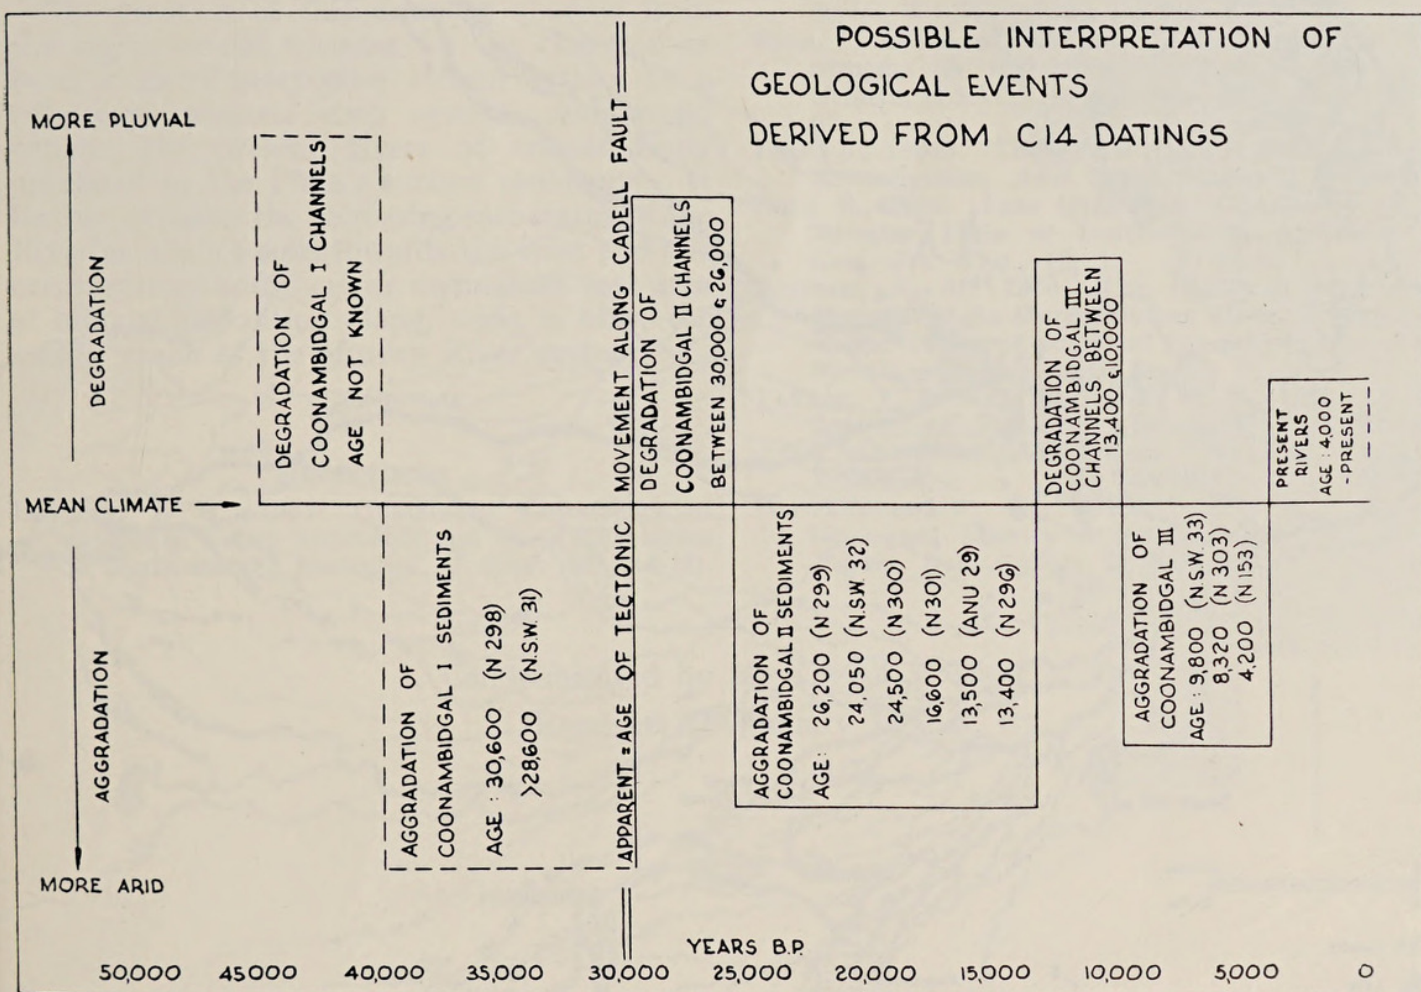 POSSIBLE INTERPRETATION OF
GEOLOGICAL EVENTS
DERIVED FROM C14 DATINGS
MORE PLUVIAL
DEGRADATION
MEAN CLIMATE
AGGRADATION
MORE ARID
DEGRADATION OF
COONAMBIDGAL I CHANNELS
AGE NOT KNOWN
AGGRADATION OF
COONAMBIDGAL I SEDIMENTS
AGE : 30,600 (N 298)
>28,600 (N.S.W. 31)
APPARENT = AGE OF TECTONIC MOVEMENT ALONG CADELL FAULT
DEGRADATION OF
COONAMBIDGAL II CHANNELS
BETWEEN 30,000 & 26,000
AGGRADATION OF
COONAMBIDGAL II SEDIMENTS
AGE: 26,200 (N 299)
24,050 (N.S.W. 32)
24,500 (N 300)
16,600 (N301)
13,500 (ANU 29)
13,400 (N296)
DEGRADATION OF
COONAMBIDGAL III
CHANNELS BETWEEN
13,400 & 10,000
AGGRADATION OF
COONAMBIDGAL III
AGE : 9,800 (N.S.W. 33)
8,320 (N 303)
4,200 (N 153)
PRESENT
RIVERS
AGE : 4,000
- PRESENT
YEARS B.P.
50,000 45000 40,000 35,000 30,000 25,000 20,000 15,000 10,000 5,000 0